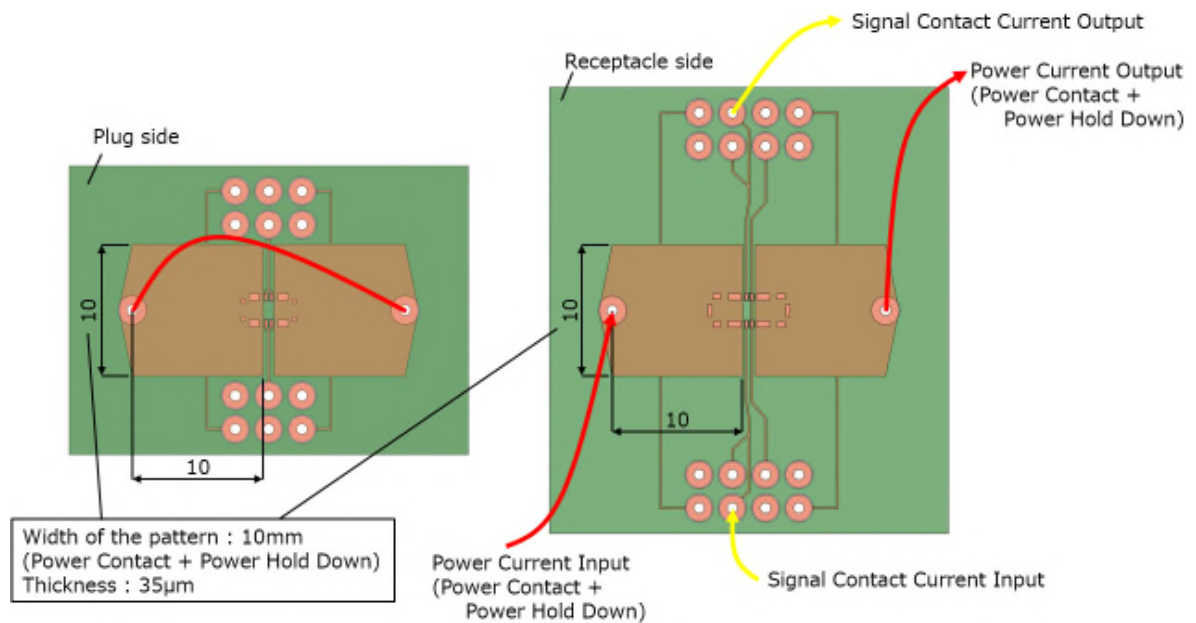 Signal Contact Current Output
Receptacle side
Power Current Output
(Power Contact +
Power Hold Down)
Plug side
10
10
10
10
Width of the pattern : 10mm
(Power Contact + Power Hold Down)
Thickness : 35μm
Power Current Input
(Power Contact +
Power Hold Down)
Signal Contact Current Input